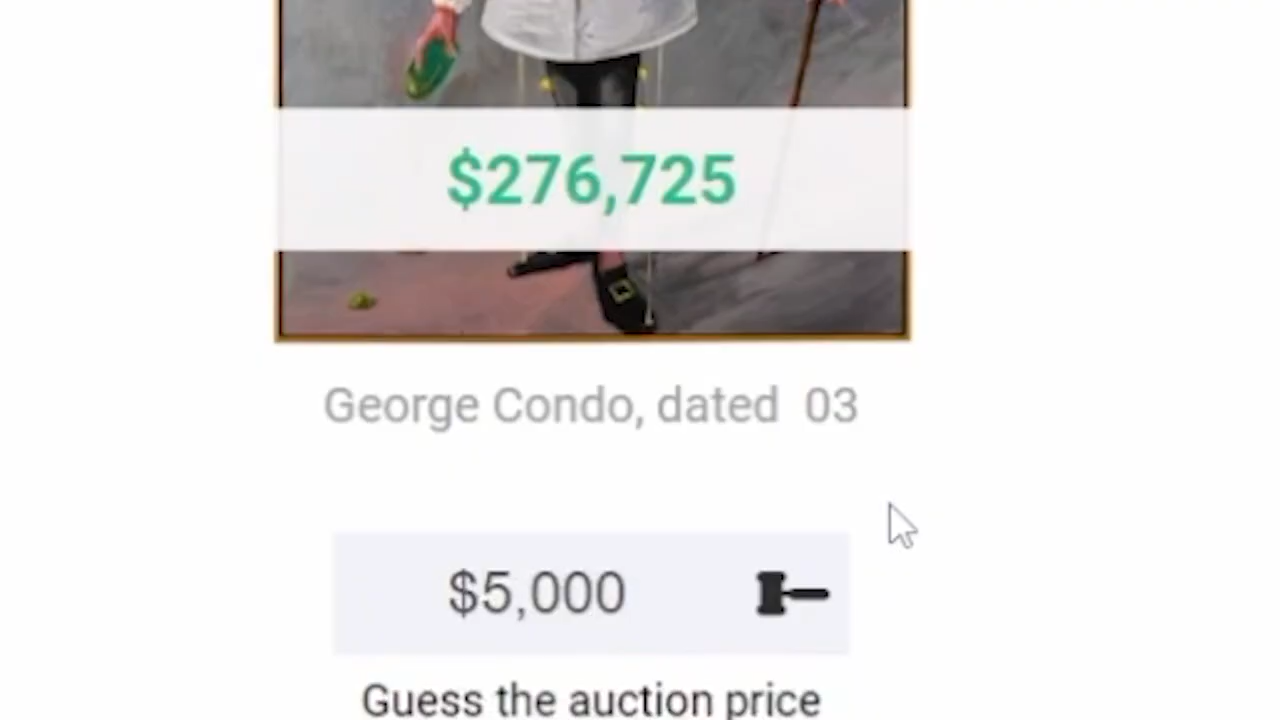 $276,725
George Condo, dated  03
$5,000
Guess the auction price